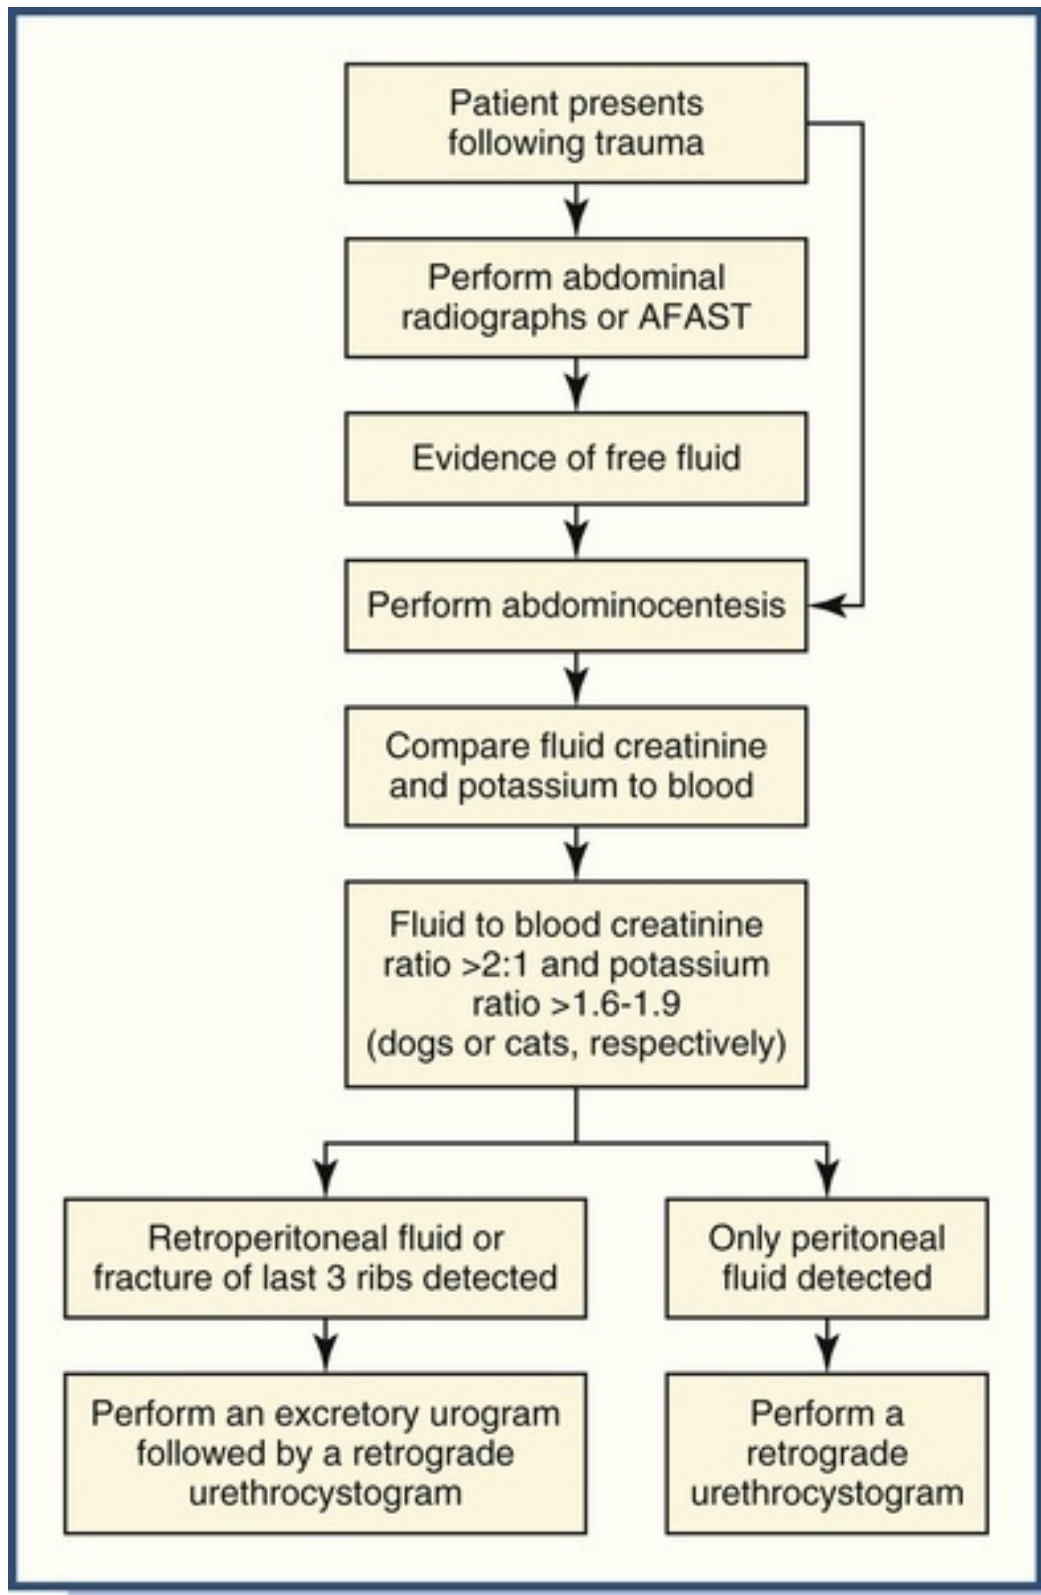 Patient presents
following trauma
Perform abdominal
radiographs or AFAST
Evidence of free fluid
Perform abdominocentesis
Compare fluid creatinine
and potassium to blood
Fluid to blood creatinine
ratio >2:1 and potassium
ratio >1.6-1.9
(dogs or cats, respectively)
Retroperitoneal fluid or
fracture of last 3 ribs detected
Only peritoneal
fluid detected
Perform an excretory urogram
followed by a retrograde
urethrocystogram
Perform a
retrograde
urethrocystogram